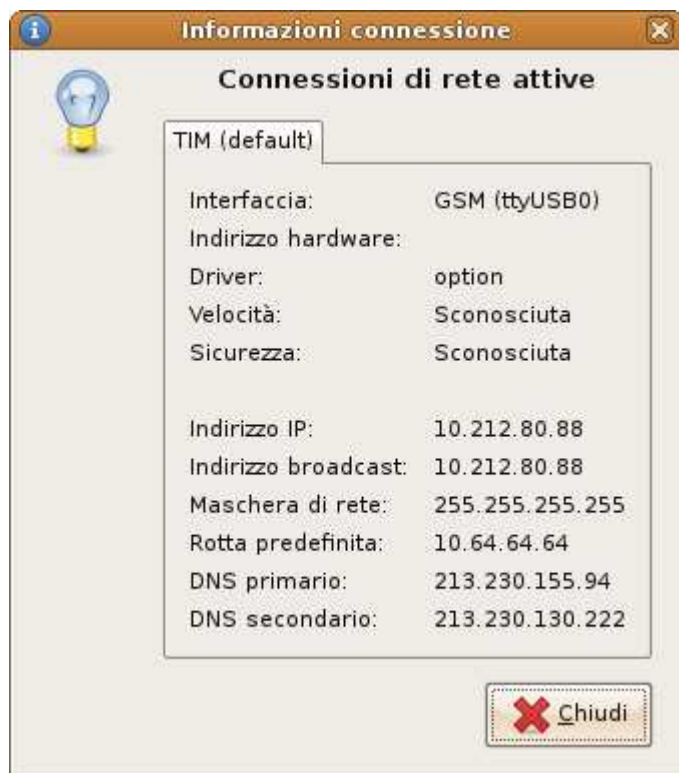 Informazioni connessione
Connessioni di rete attive
TIM (default)
Interfaccia: GSM (ttyUSB0)
Indirizzo hardware:
Driver: option
Velocità: Sconosciuta
Sicurezza: Sconosciuta
Indirizzo IP: 10.212.80.88
Indirizzo broadcast: 10.212.80.88
Maschera di rete: 255.255.255.255
Rotta predefinita: 10.64.64.64
DNS primario: 213.230.155.94
DNS secondario: 213.230.130.222
Chiudi